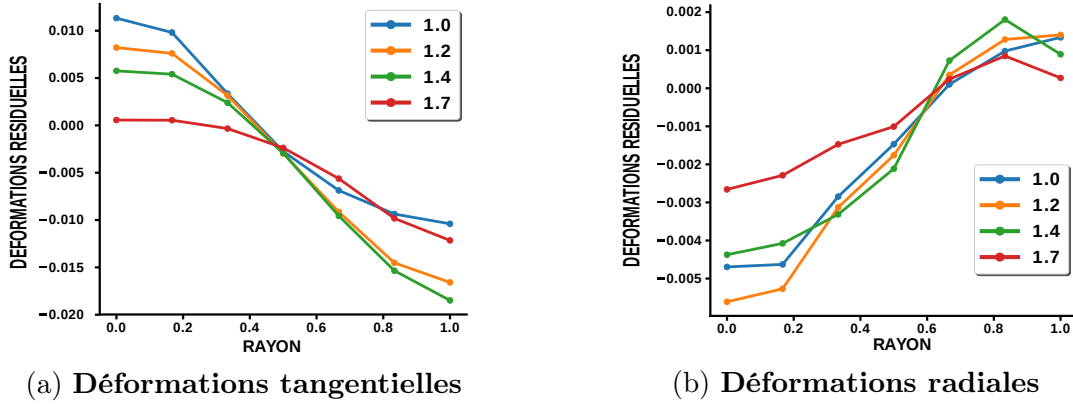 0.010
0.005
0.000
−0.005
−0.010
−0.015
−0.020
DEFORMATIONS RESIDUELLES
1.0
1.2
1.4
1.7
0.0 0.2 0.4 0.6 0.8 1.0
RAYON
(a) Déformations tangentielles
0.002
0.001
0.000
−0.001
−0.002
−0.003
−0.004
−0.005
DEFORMATIONS RESIDUELLES
1.0
1.2
1.4
1.7
0.0 0.2 0.4 0.6 0.8 1.0
RAYON
(b) Déformations radiales